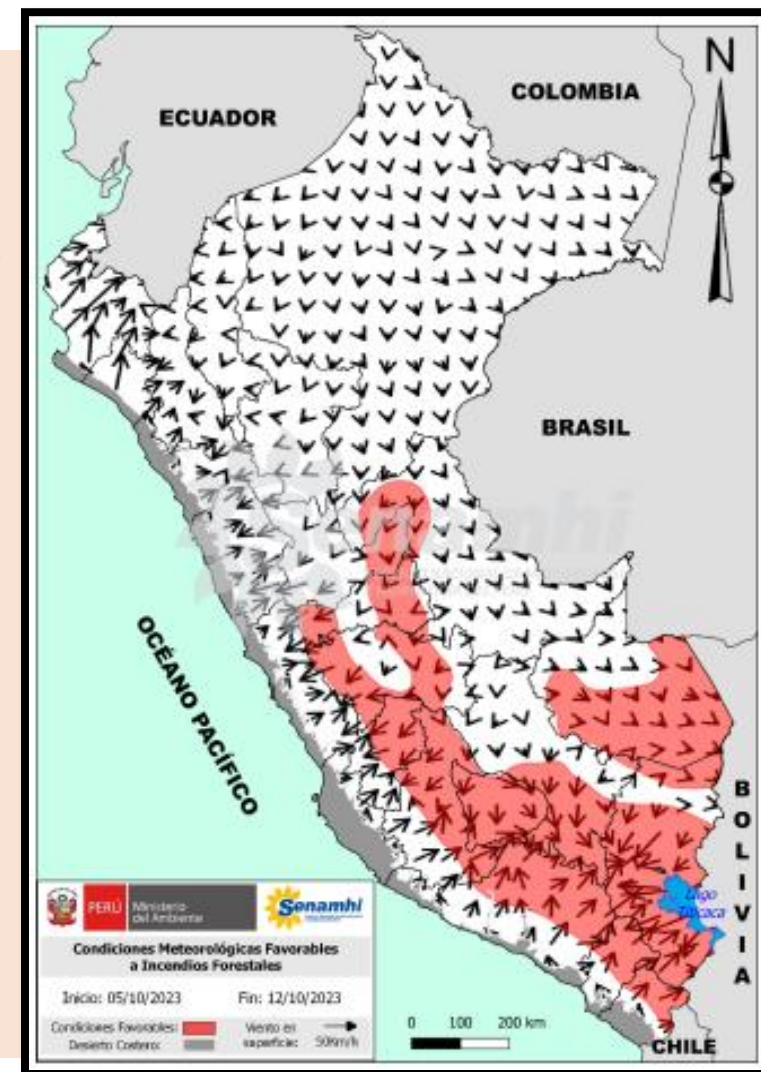 N
COLOMBIA
ECUADOR
BRASIL
Senamhi
OCÉANO PACÍFICO
BOLIVIA
Lago
Titicaca
PERÚ
Ministerio
del Ambiente
Senamhi
Condiciones Meteorológicas Favorables
a Incendios Forestales
Inicio: 05/10/2023 Fin: 12/10/2023
Condiciones Favorables:
Viento en
superficie:
50km/h
Desierto Costero:
0 100 200 km
CHILE